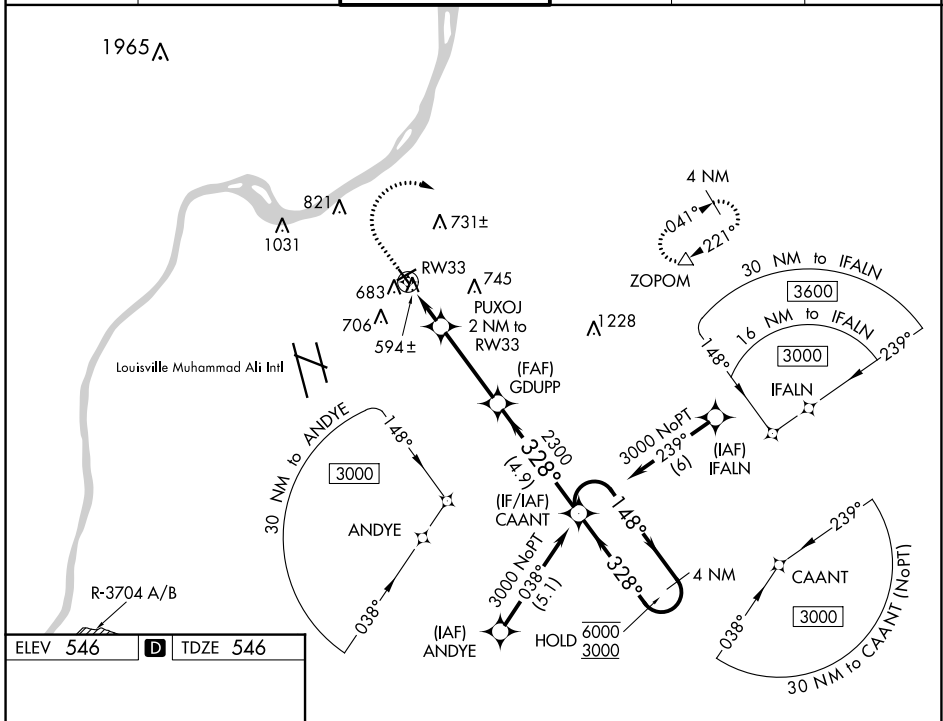 1965
821
1031
731±
4 NM
041°
221°
ZOPOM
RW33
683
745
706
594±
PUXOJ
2 NM to
RW33
1228
30 NM to IFALN
3600
16 NM to IFALN
3000
148°
239°
IFALN
Louisville Muhammad Ali Intl
(FAF)
GDUPP
2300
328°
(4.9)
3000 NoPT
239°
(6)
(IAF)
IFALN
30 NM to ANDYE
148°
3000
ANDYE
038°
(IF/IAF)
CAANT
148°
328°
4 NM
3000 NoPT
038°
(5.1)
(IAF)
ANDYE
HOLD
6000
3000
239°
CAANT
038°
3000
30 NM to CAANT (NoPT)
R-3704 A/B
ELEV 546 D TDZE 546